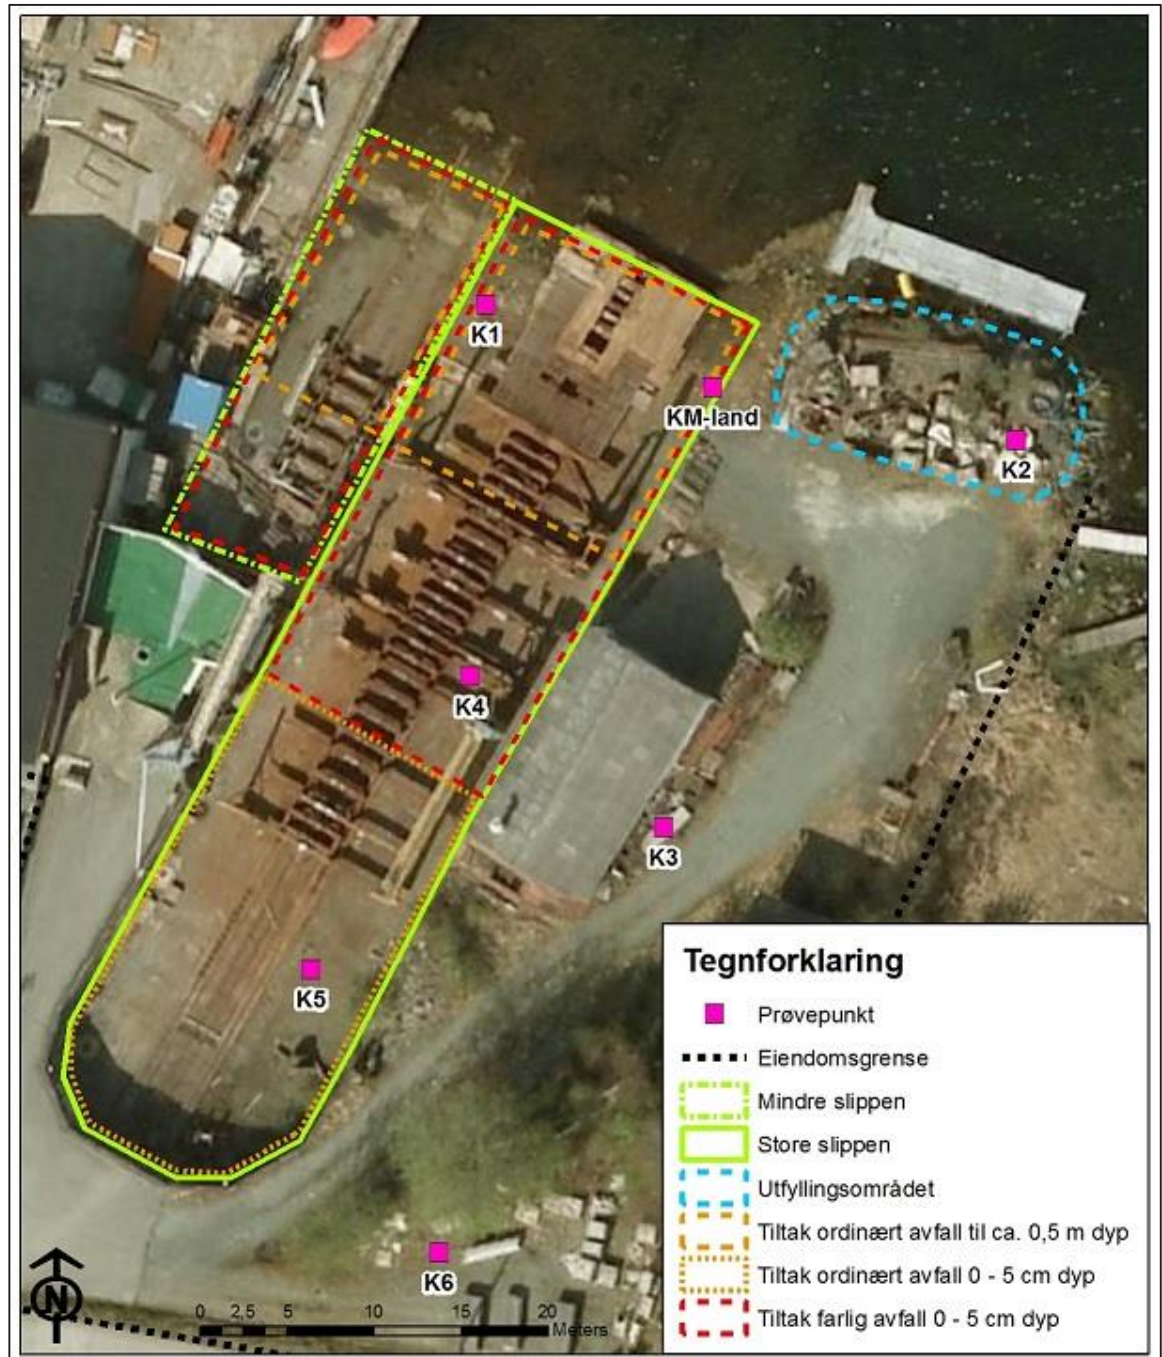 K1
KM-land
K2
K4
K3
K5
K6
Tegnforklaring
Prøvepunkt
Eiendomsgrense
Mindre slippen
Store slippen
Utfyllingsområdet
Tiltak ordinært avfall til ca. 0,5 m dyp
Tiltak ordinært avfall 0 - 5 cm dyp
Tiltak farlig avfall 0 - 5 cm dyp
N
0 2,5 5 10 15 20
Meters